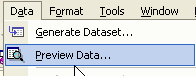 Data Format Tools Window
Generate Dataset...
Preview Data...